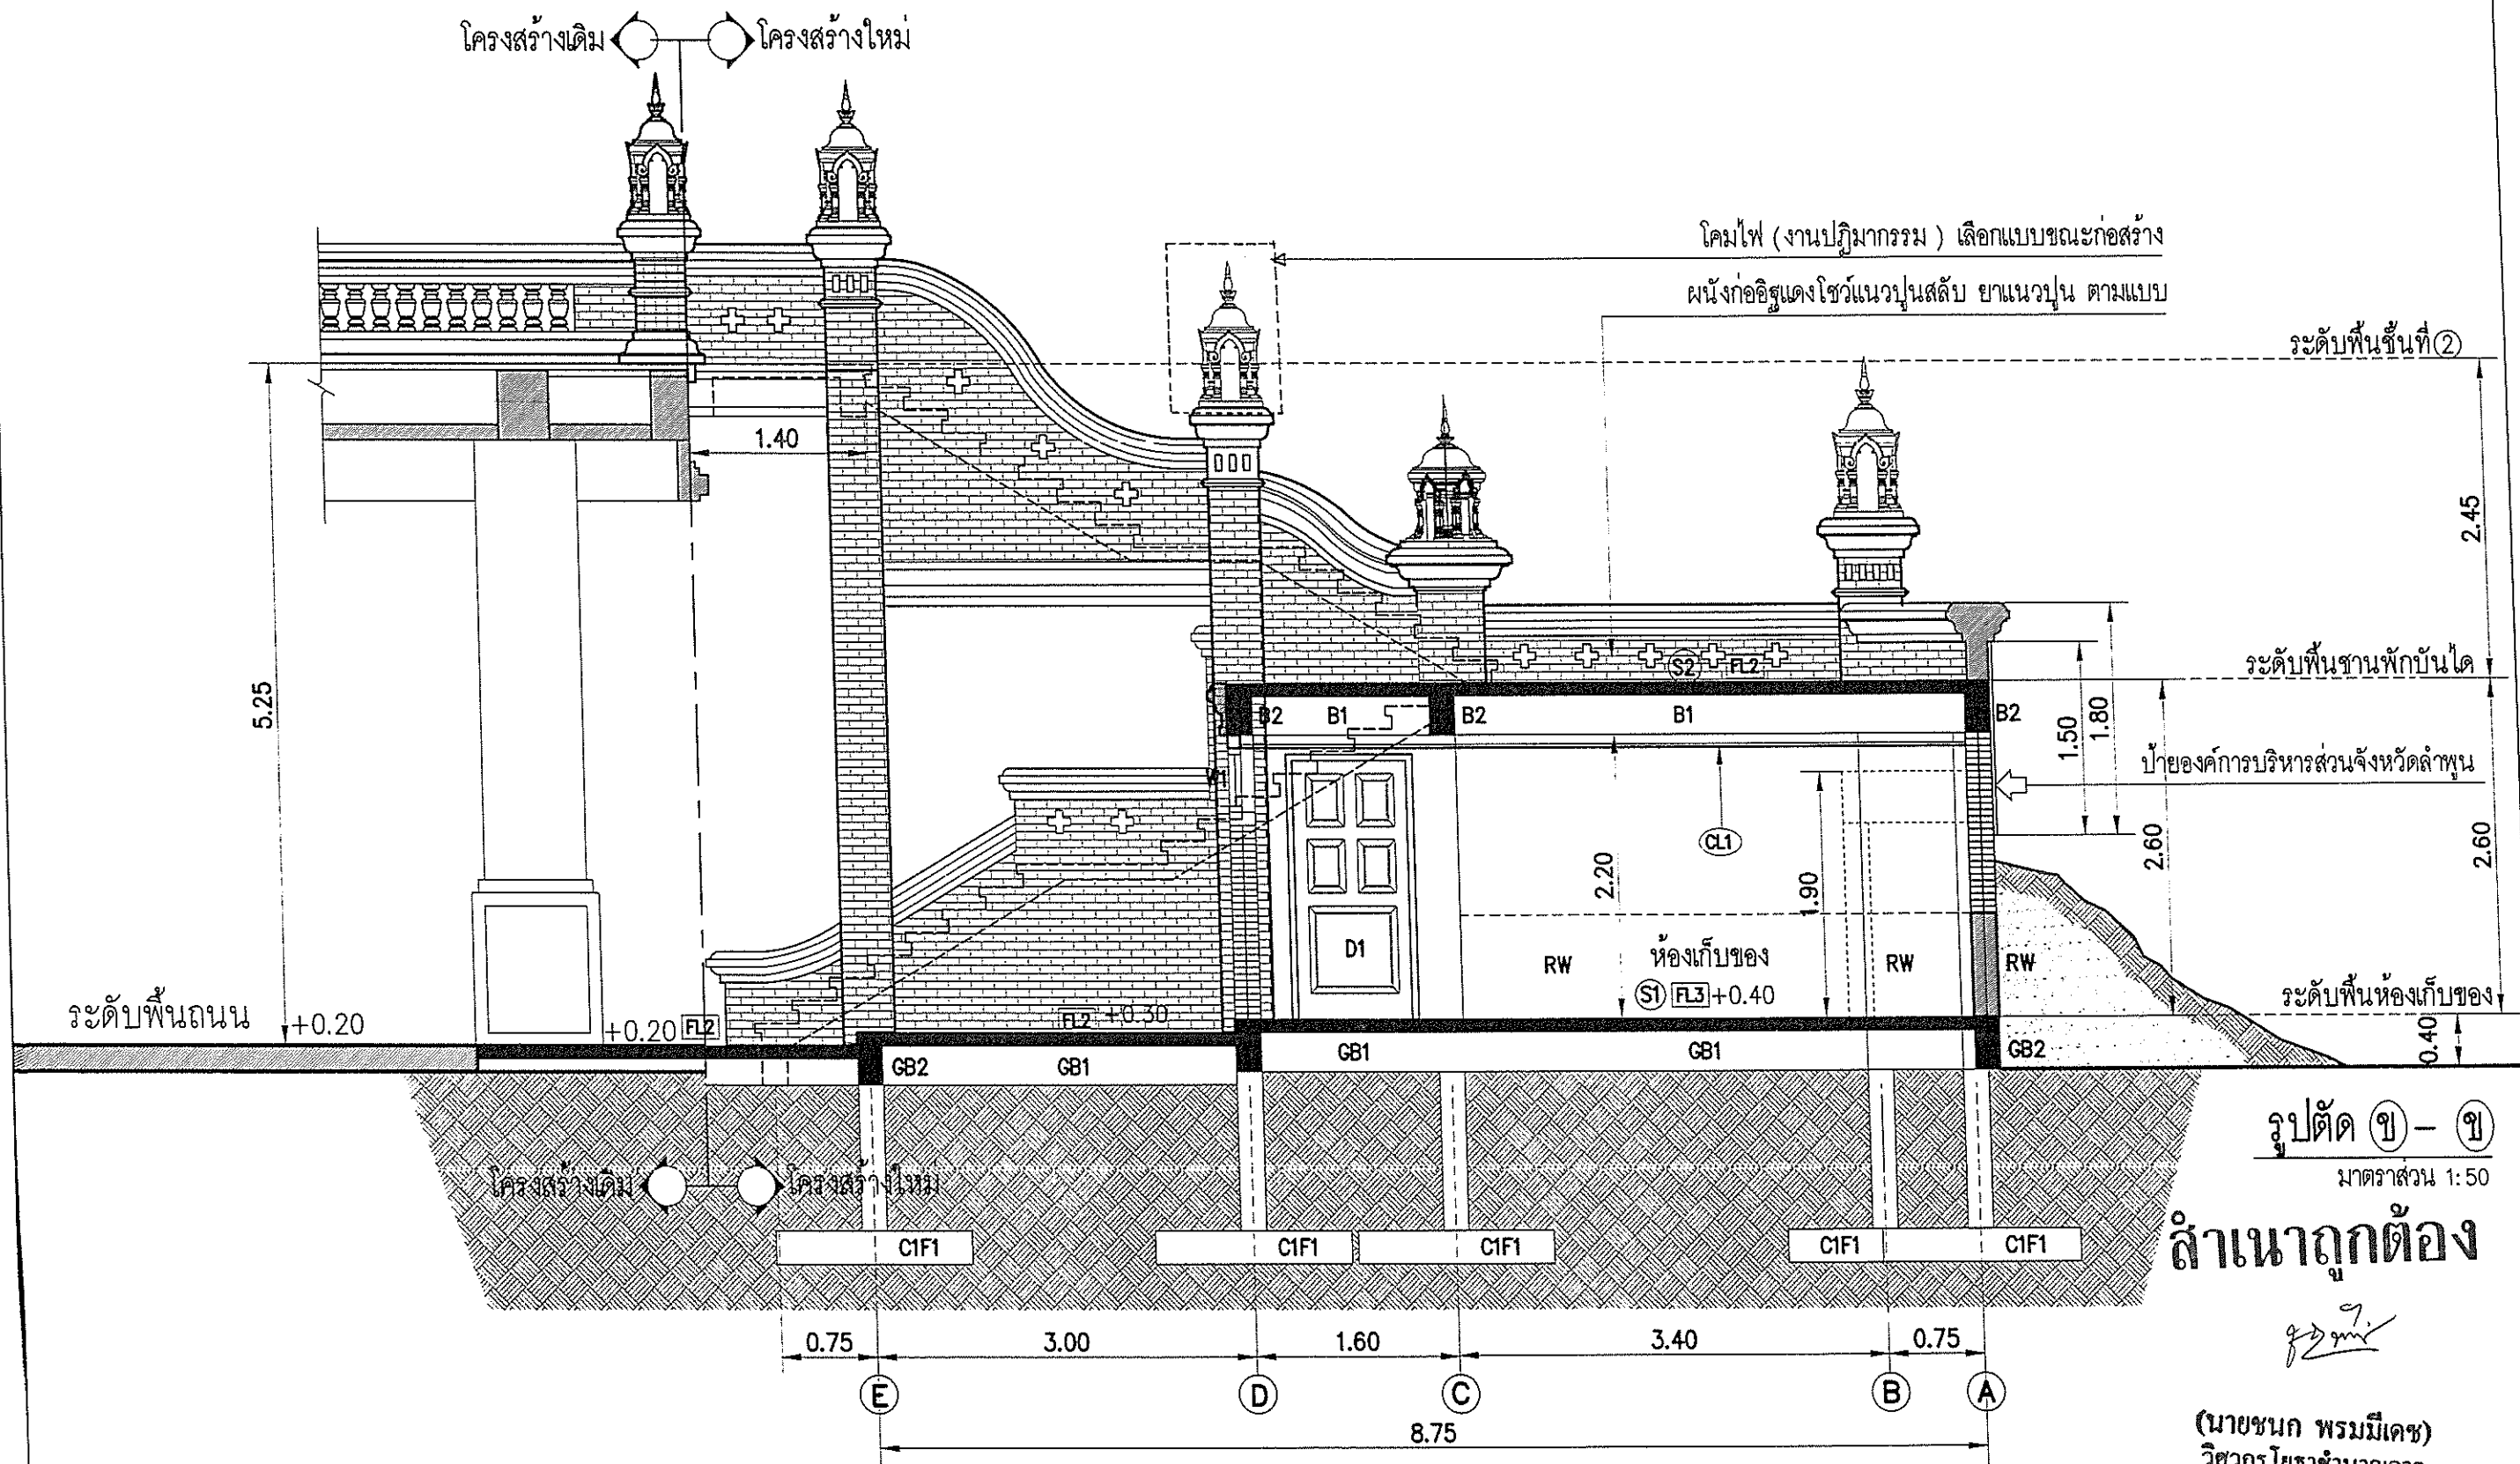 โครงสร้างเดิม โครงสร้างใหม่
โคมไฟ (งานปฏิมากรรม ) เลือกแบบขณะก่อสร้าง
ผนังก่ออิฐแดงโชว์แนวปูนสลับ ยาแนวปูน ตามแบบ
ระดับพื้นชั้นที่ 2
1.40
2.45
5.25
S2 FL2
ระดับพื้นชานพักบันได
B2 B1 B2 B1 B2
1.50
1.80
ป้ายองค์การบริหารส่วนจังหวัดลำพูน
CL1
2.20
1.90
2.60
2.60
D1
RW
ห้องเก็บของ
RW
RW
S1 FL3 +0.40
ระดับพื้นห้องเก็บของ
ระดับพื้นถนน +0.20
+0.20 FL2
FL2 +0.30
0.40
GB2 GB1 GB1 GB1 GB2
รูปตัด ข - ข
มาตราส่วน 1:50
โครงสร้างเดิม โครงสร้างใหม่
สำเนาถูกต้อง
C1F1 C1F1 C1F1 C1F1 C1F1
0.75 3.00 1.60 3.40 0.75
E D C B A
8.75
(นายชนก พรมมีเดช)